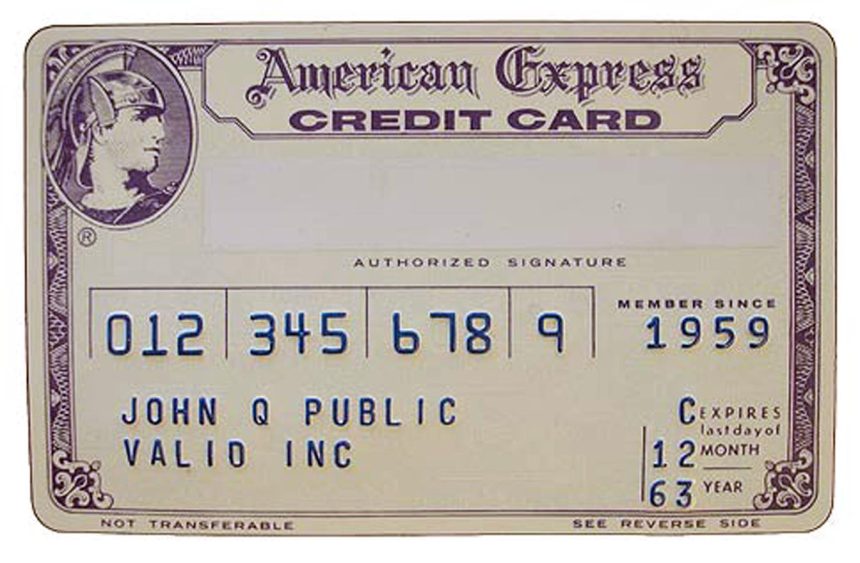 American Express
CREDIT CARD
®
AUTHORIZED SIGNATURE
MEMBER SINCE
012 345 678 9 1959
JOHN Q PUBLIC
VALID INC
C EXPIRES
last day of
12 MONTH
63 YEAR
NOT TRANSFERABLE SEE REVERSE SIDE